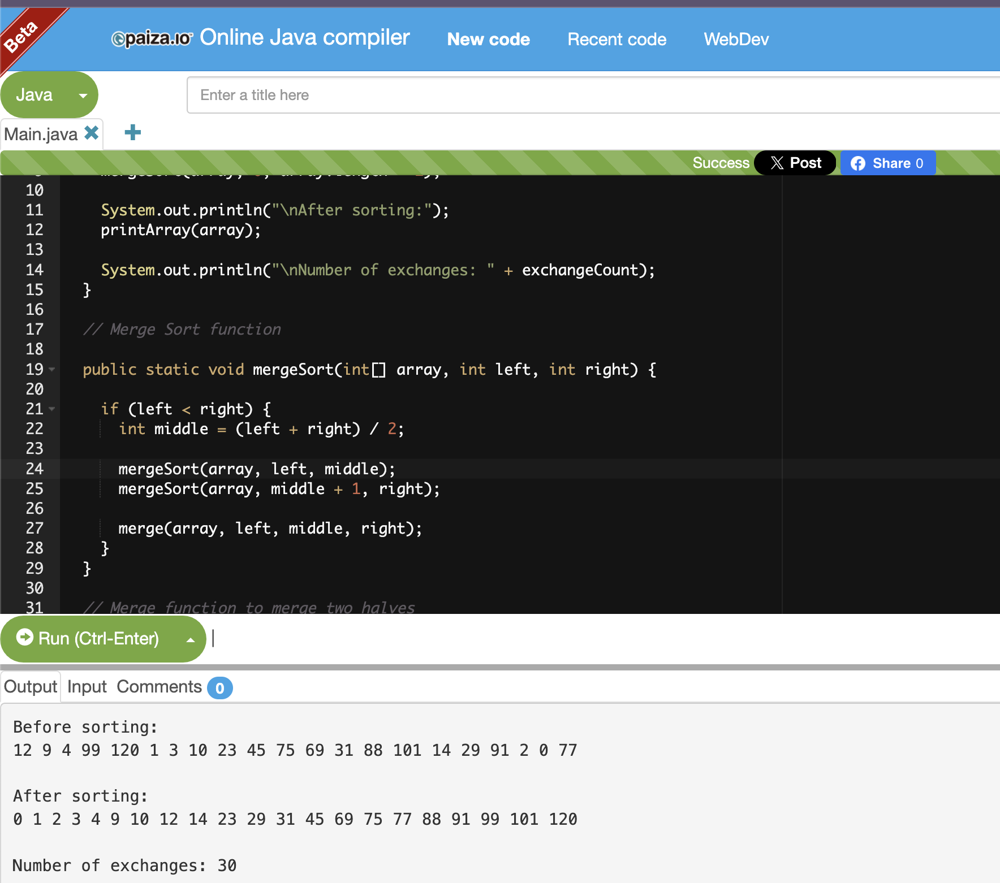 Beta
paiza.io Online Java compiler New code Recent code WebDev
Java
Enter a title here
Main.java
Success Post Share 0
10
11 System.out.println("\nAfter sorting:");
12 printArray(array);
13
14 System.out.println("\nNumber of exchanges: " + exchangeCount);
15 }
16
17 // Merge Sort function
18
19 public static void mergeSort(int[] array, int left, int right) {
20
21 if (left < right) {
22 int middle = (left + right) / 2;
23
24 mergeSort(array, left, middle);
25 mergeSort(array, middle + 1, right);
26
27 merge(array, left, middle, right);
28 }
29 }
30
31 // Merge function to merge two halves
Run (Ctrl-Enter)
Output Input Comments 0
Before sorting:
12 9 4 99 120 1 3 10 23 45 75 69 31 88 101 14 29 91 2 0 77
After sorting:
0 1 2 3 4 9 10 12 14 23 29 31 45 69 75 77 88 91 99 101 120
Number of exchanges: 30